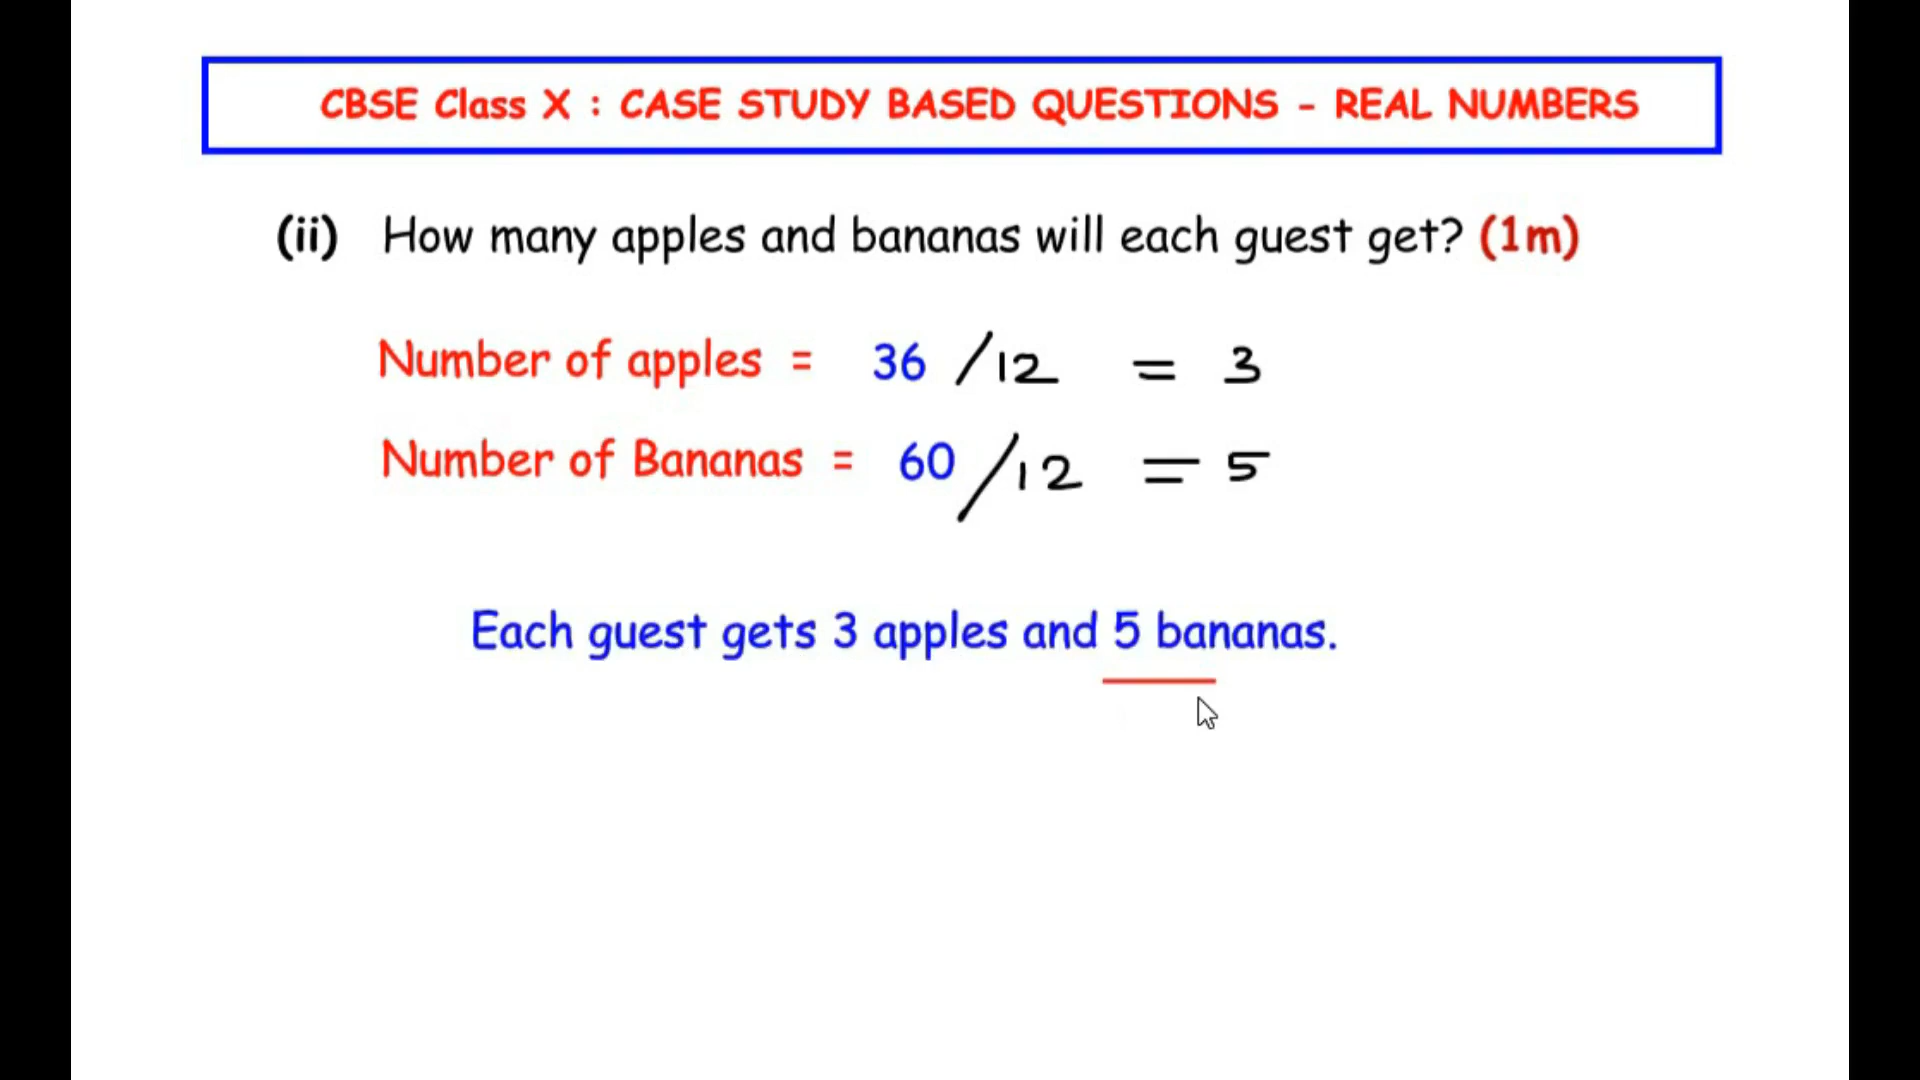 CBSE Class X : CASE STUDY BASED QUESTIONS - REAL NUMBERS
(ii) How many apples and bananas will each guest get? (1m)
Number of apples = 36 /12 = 3
Number of Bananas = 60 /12 = 5
Each guest gets 3 apples and 5 bananas.